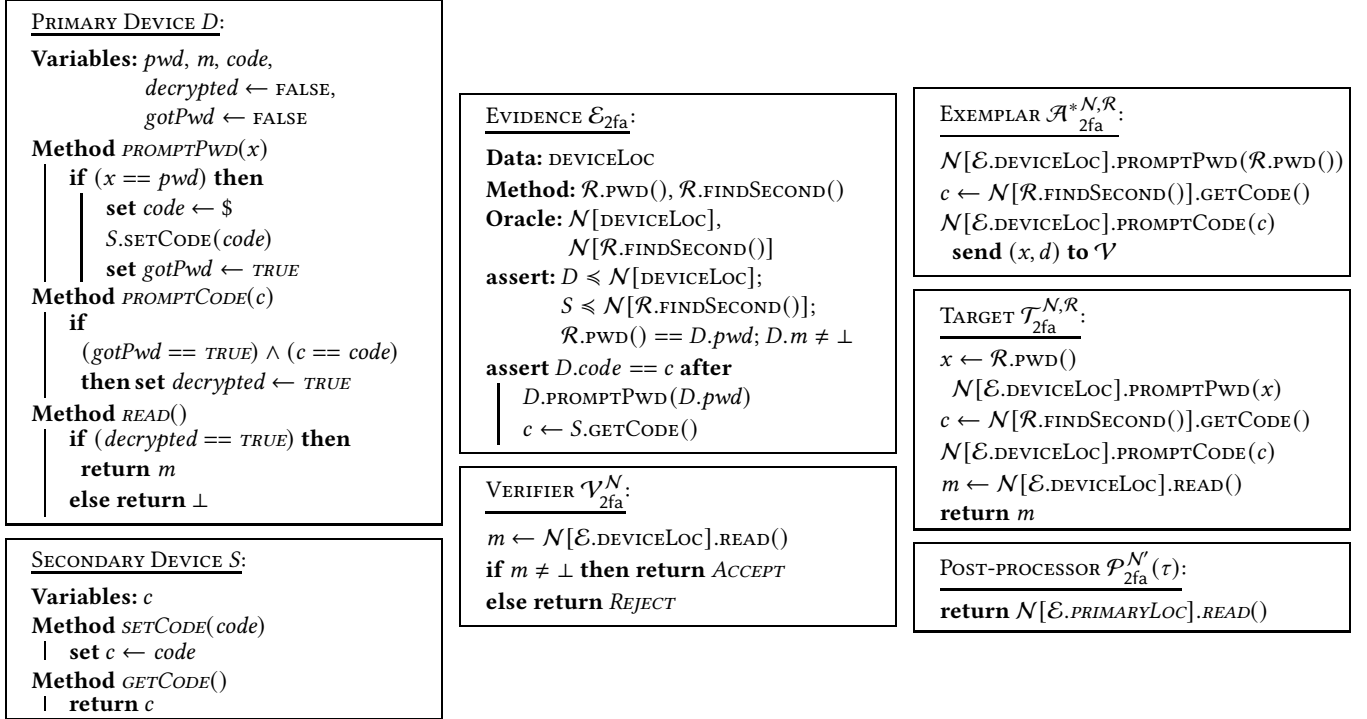 PRIMARY DEVICE D:
Variables: pwd, m, code,
decrypted ← FALSE,
gotPwd ← FALSE
Method PROMPTPWD(x)
if (x == pwd) then
set code ← $
S.SETCODE(code)
set gotPwd ← TRUE
Method PROMPTCODE(c)
if
(gotPwd == TRUE) ∧ (c == code)
then set decrypted ← TRUE
Method READ()
if (decrypted == TRUE) then
return m
else return ⊥
SECONDARY DEVICE S:
Variables: c
Method SETCODE(code)
set c ← code
Method GETCODE()
return c
EVIDENCE ℰ2fa:
Data: DEVICELOC
Method: ℛ.PWD(), ℛ.FINDSECOND()
Oracle: 𝒩[DEVICELOC],
𝒩[ℛ.FINDSECOND()]
assert: D ≼ 𝒩[DEVICELOC];
S ≼ 𝒩[ℛ.FINDSECOND()];
ℛ.PWD() == D.pwd; D.m ≠ ⊥
assert D.code == c after
D.PROMPTPWD(D.pwd)
c ← S.GETCODE()
VERIFIER 𝒱2fa^𝒩:
m ← 𝒩[ℰ.DEVICELOC].READ()
if m ≠ ⊥ then return ACCEPT
else return REJECT
EXEMPLAR 𝒜*2fa^𝒩,ℛ:
𝒩[ℰ.DEVICELOC].PROMPTPWD(ℛ.PWD())
c ← 𝒩[ℛ.FINDSECOND()].GETCODE()
𝒩[ℰ.DEVICELOC].PROMPTCODE(c)
send (x, d) to 𝒱
TARGET 𝒯2fa^𝒩,ℛ:
x ← ℛ.PWD()
𝒩[ℰ.DEVICELOC].PROMPTPWD(x)
c ← 𝒩[ℛ.FINDSECOND()].GETCODE()
𝒩[ℰ.DEVICELOC].PROMPTCODE(c)
m ← 𝒩[ℰ.DEVICELOC].READ()
return m
POST-PROCESSOR 𝒫2fa^𝒩′(τ):
return 𝒩[ℰ.PRIMARYLOC].READ()